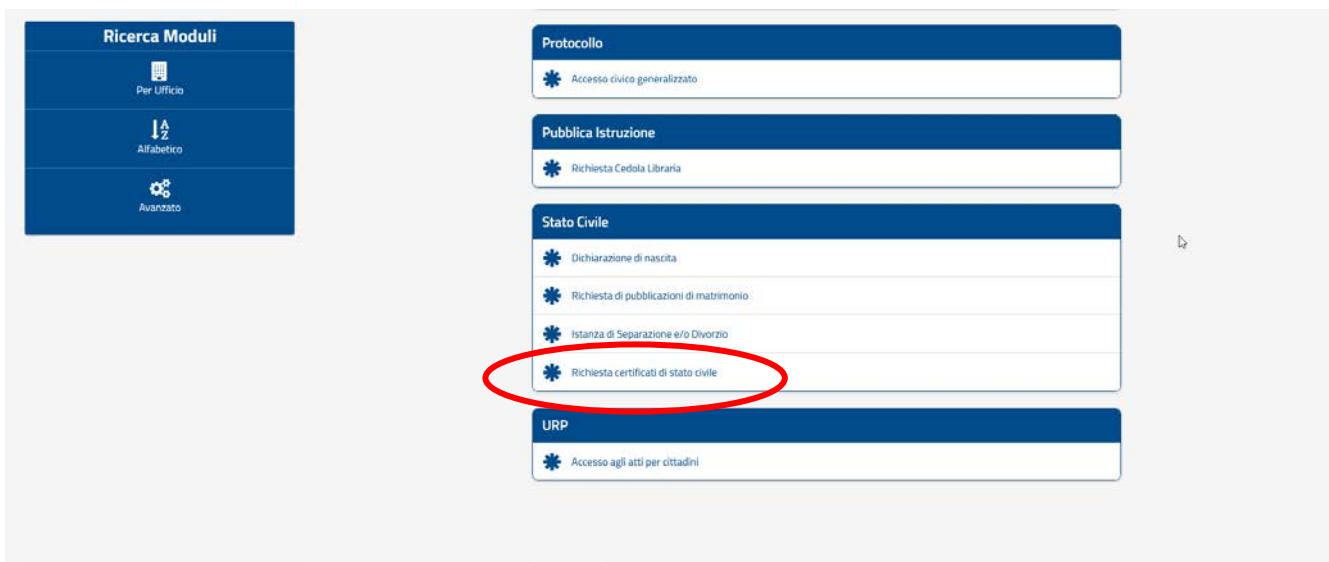 Ricerca Moduli
Per Ufficio
Alfabetico
Avanzato
Protocollo
Accesso civico generalizzato
Pubblica Istruzione
Richiesta Cedola Libraria
Stato Civile
Dichiarazione di nascita
Richiesta di pubblicazioni di matrimonio
Istanza di Separazione e/o Divorzio
Richiesta certificati di stato civile
URP
Accesso agli atti per cittadini